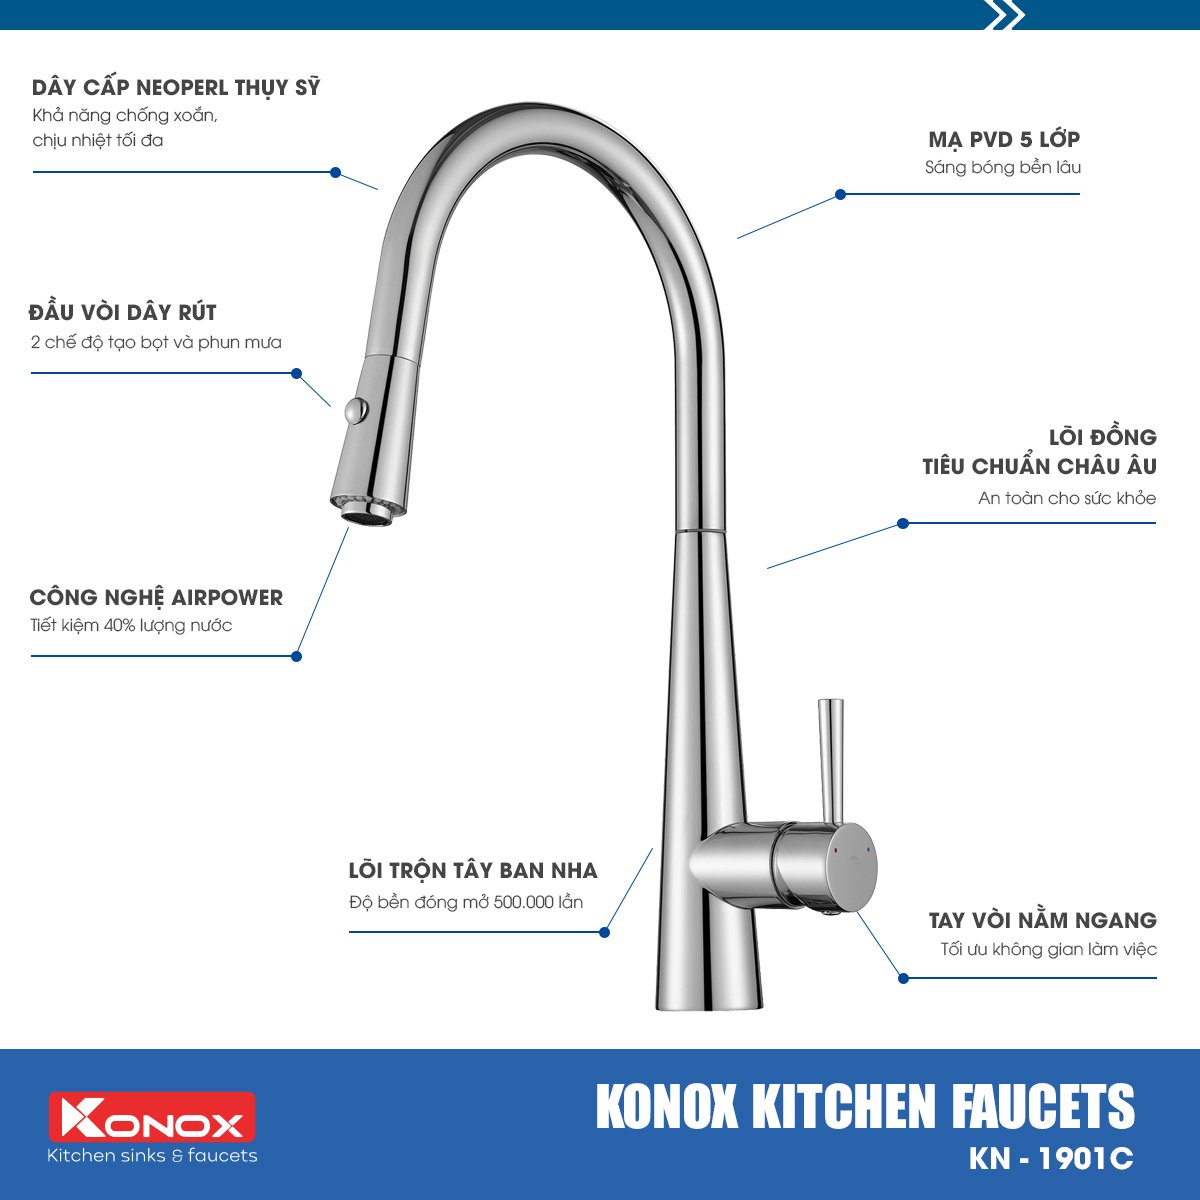 DÂY CẤP NEOPERL THỤY SỸ
Khả năng chống xoắn,
chịu nhiệt tối đa
MẠ PVD 5 LỚP
Sáng bóng bền lâu
ĐẦU VÒI DÂY RÚT
2 chế độ tạo bọt và phun mưa
LÕI ĐỒNG
TIÊU CHUẨN CHÂU ÂU
An toàn cho sức khỏe
CÔNG NGHỆ AIRPOWER
Tiết kiệm 40% lượng nước
LÕI TRỘN TÂY BAN NHA
Độ bền đóng mở 500.000 lần
TAY VÒI NẰM NGANG
Tối ưu không gian làm việc
KONOX
Kitchen sinks & faucets
KONOX KITCHEN FAUCETS
KN - 1901C